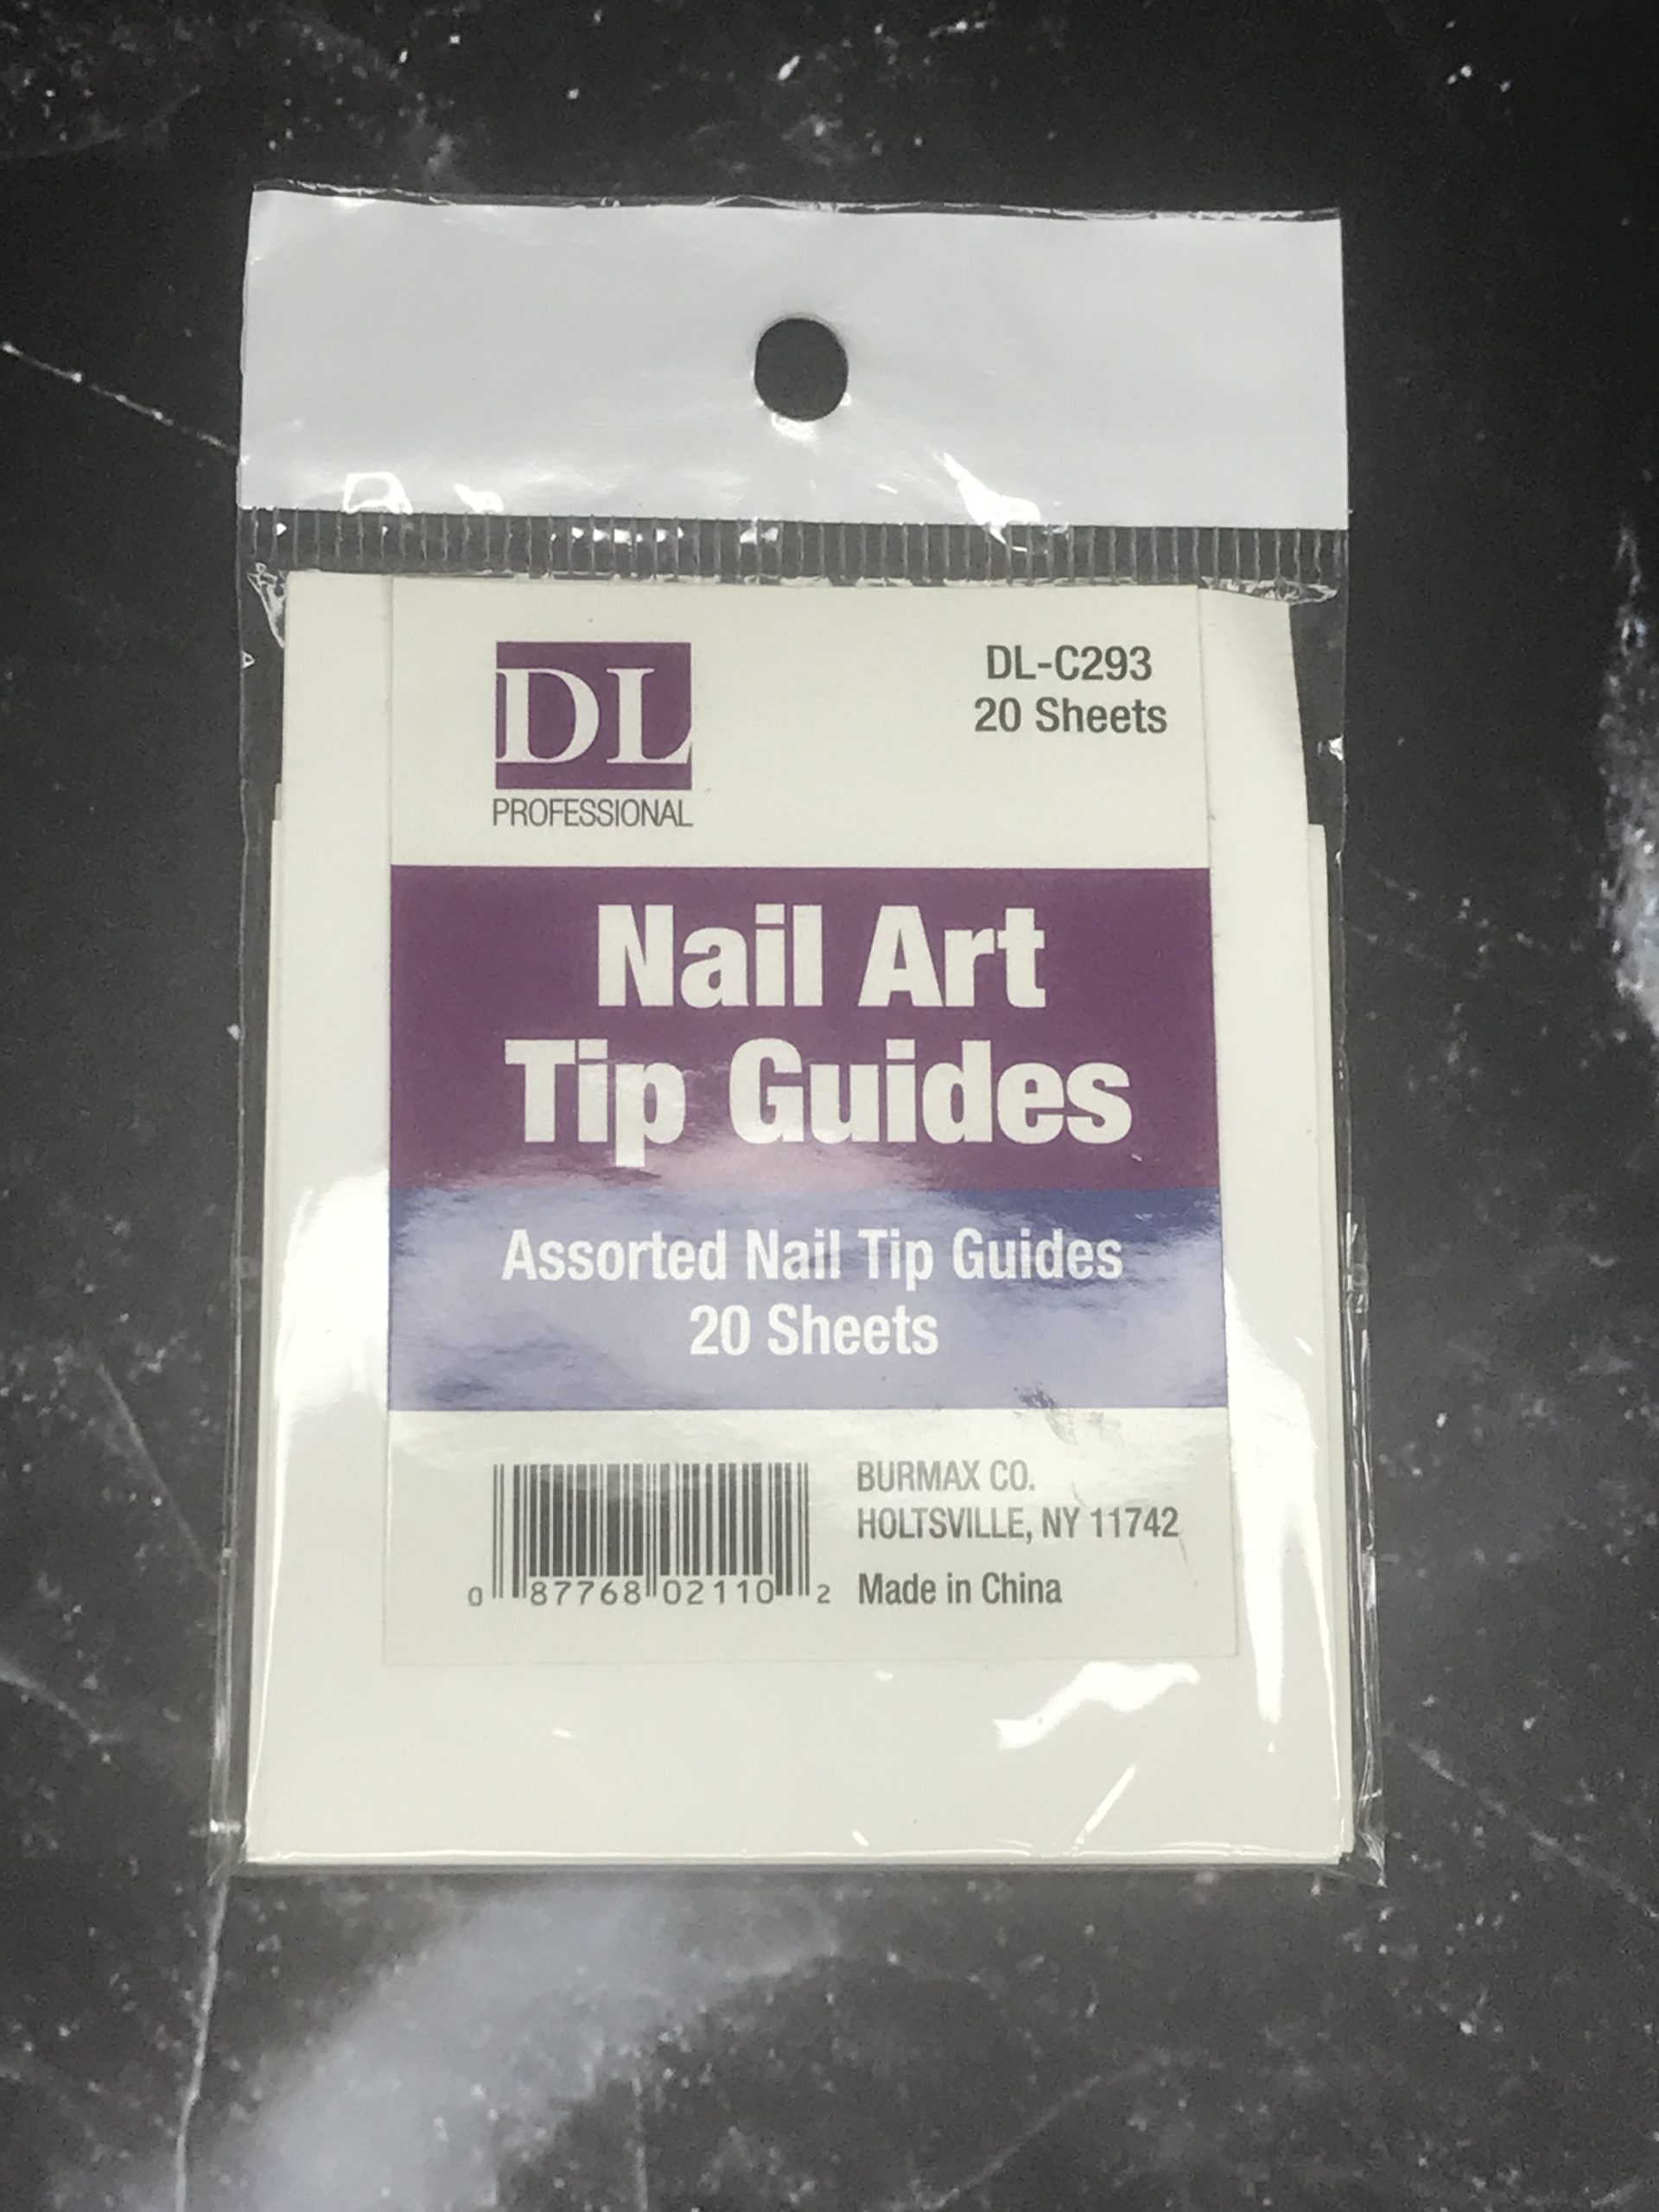 DL
PROFESSIONAL
DL-C293
20 Sheets
Nail Art
Tip Guides
Assorted Nail Tip Guides
20 Sheets
BURMAX CO.
HOLTSVILLE, NY 11742
Made in China
0 87768 02110 2